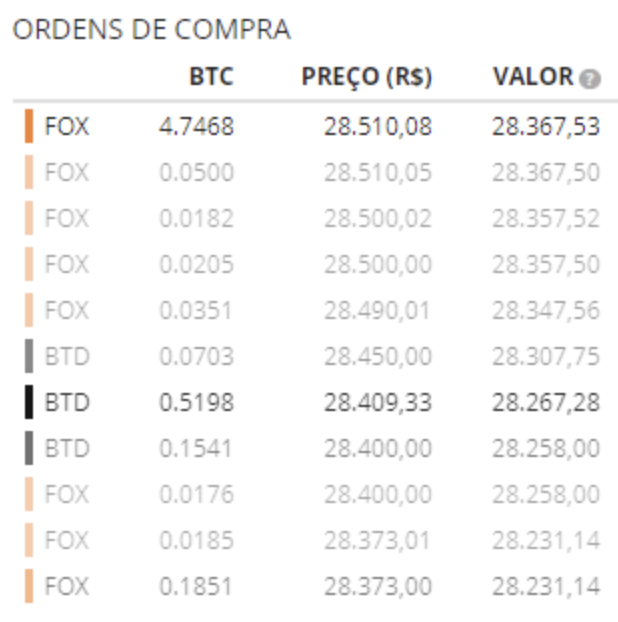 ORDENS DE COMPRA
BTC PREÇO (R$) VALOR ?
FOX 4.7468 28.510,08 28.367,53
FOX 0.0500 28.510,05 28.367,50
FOX 0.0182 28.500,02 28.357,52
FOX 0.0205 28.500,00 28.357,50
FOX 0.0351 28.490,01 28.347,56
BTD 0.0703 28.450,00 28.307,75
BTD 0.5198 28.409,33 28.267,28
BTD 0.1541 28.400,00 28.258,00
FOX 0.0176 28.400,00 28.258,00
FOX 0.0185 28.373,01 28.231,14
FOX 0.1851 28.373,00 28.231,14